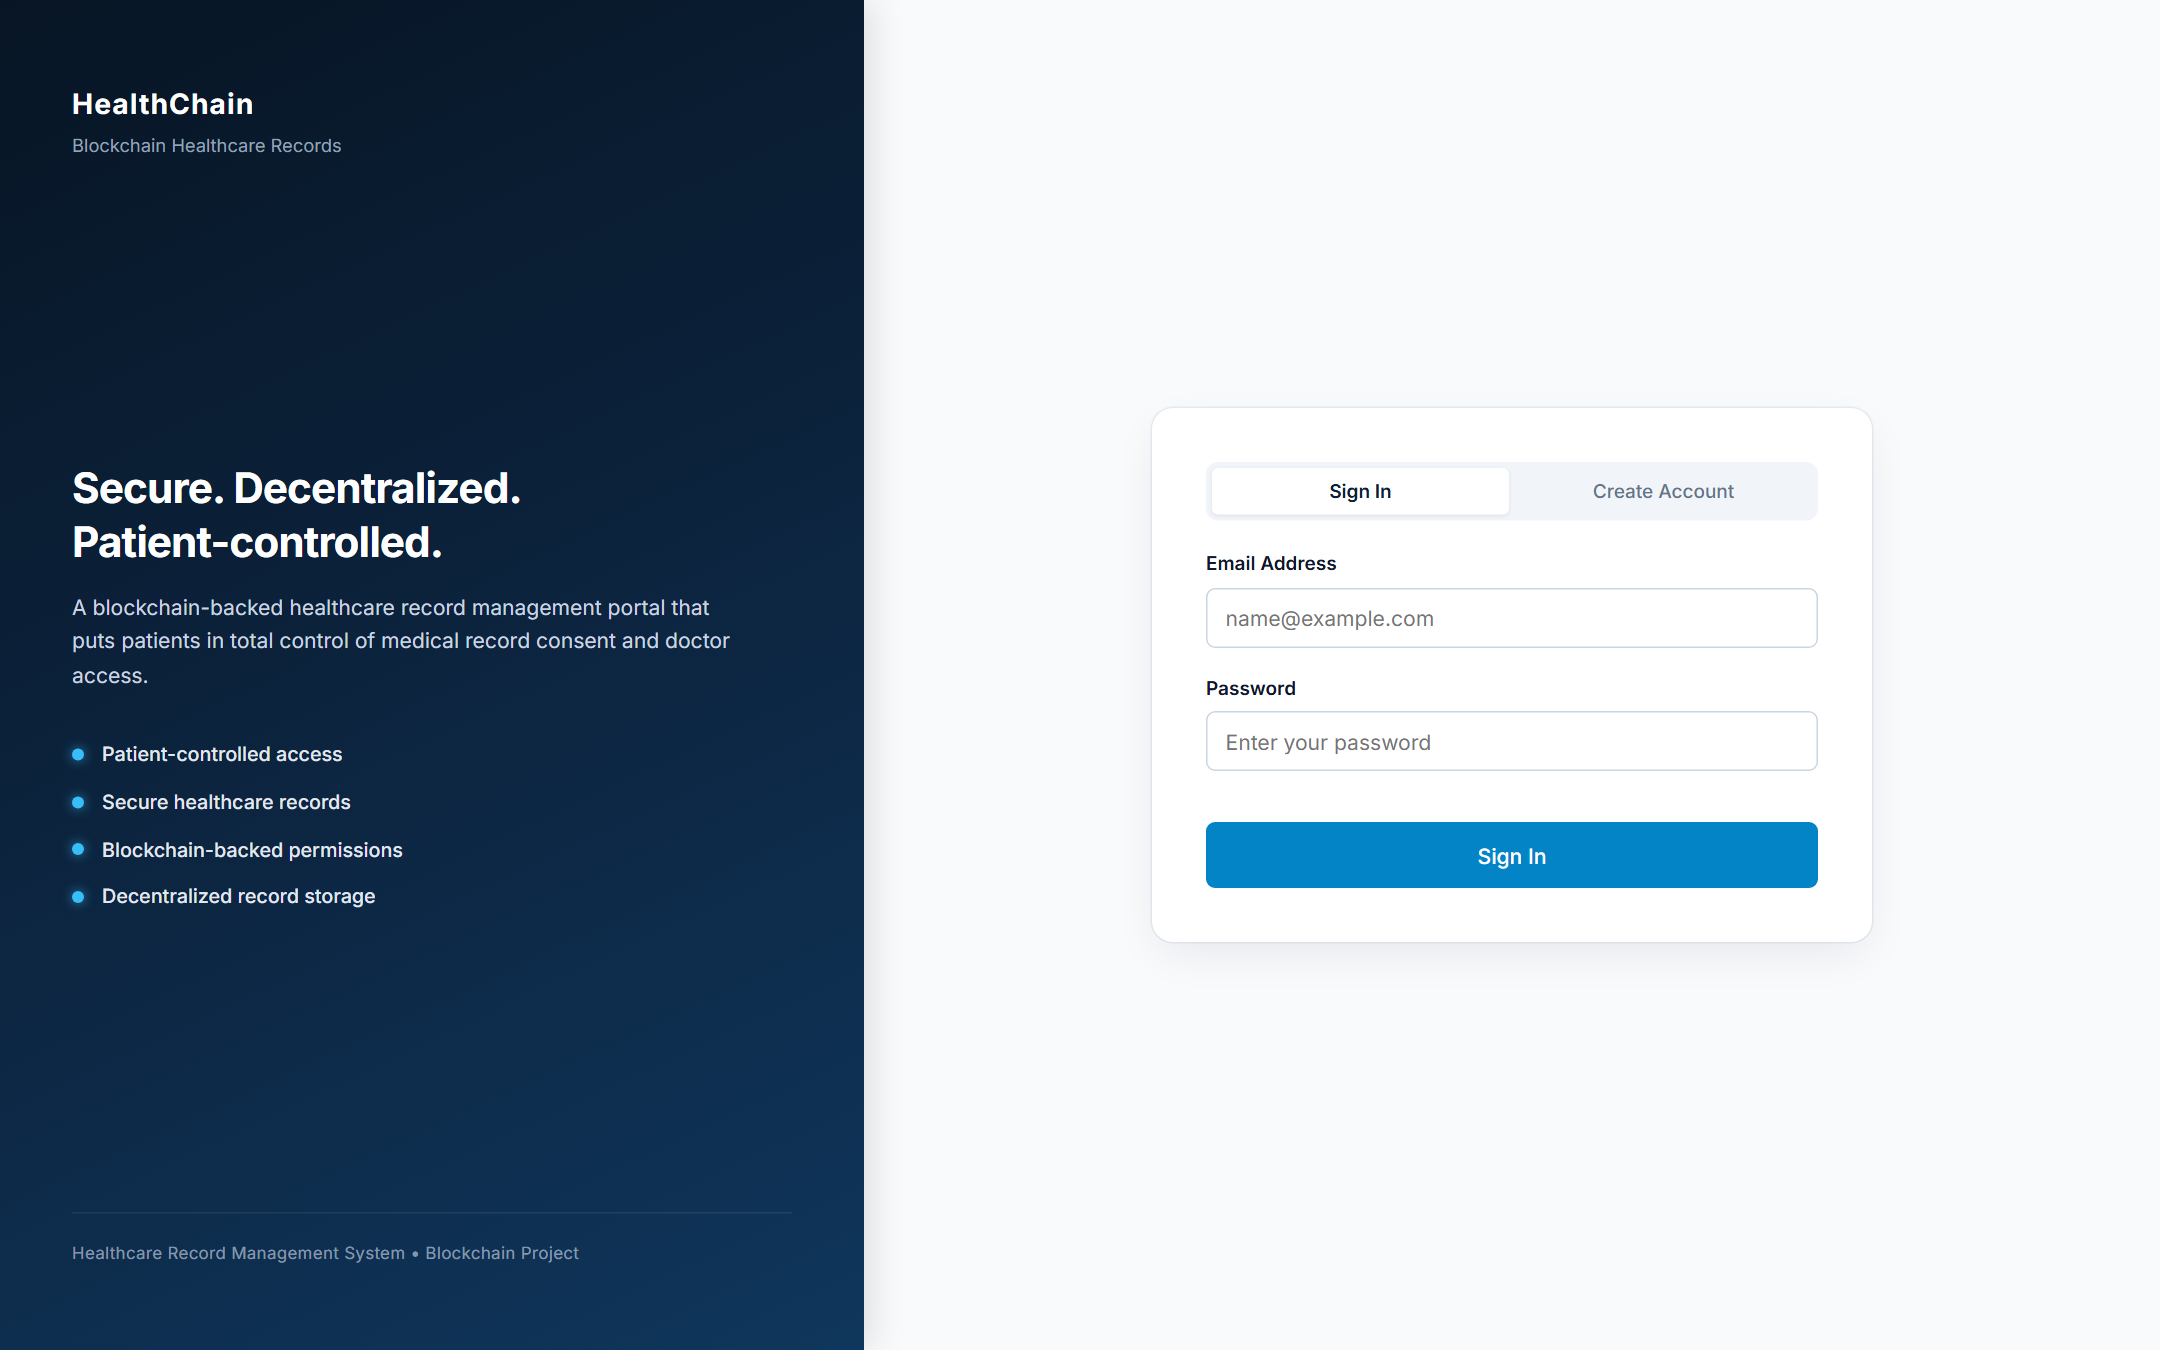 HealthChain
Blockchain Healthcare Records
Secure. Decentralized.
Patient-controlled.
A blockchain-backed healthcare record management portal that
puts patients in total control of medical record consent and doctor
access.
Patient-controlled access
Secure healthcare records
Blockchain-backed permissions
Decentralized record storage
Healthcare Record Management System • Blockchain Project
Sign In
Create Account
Email Address
name@example.com
Password
Enter your password
Sign In